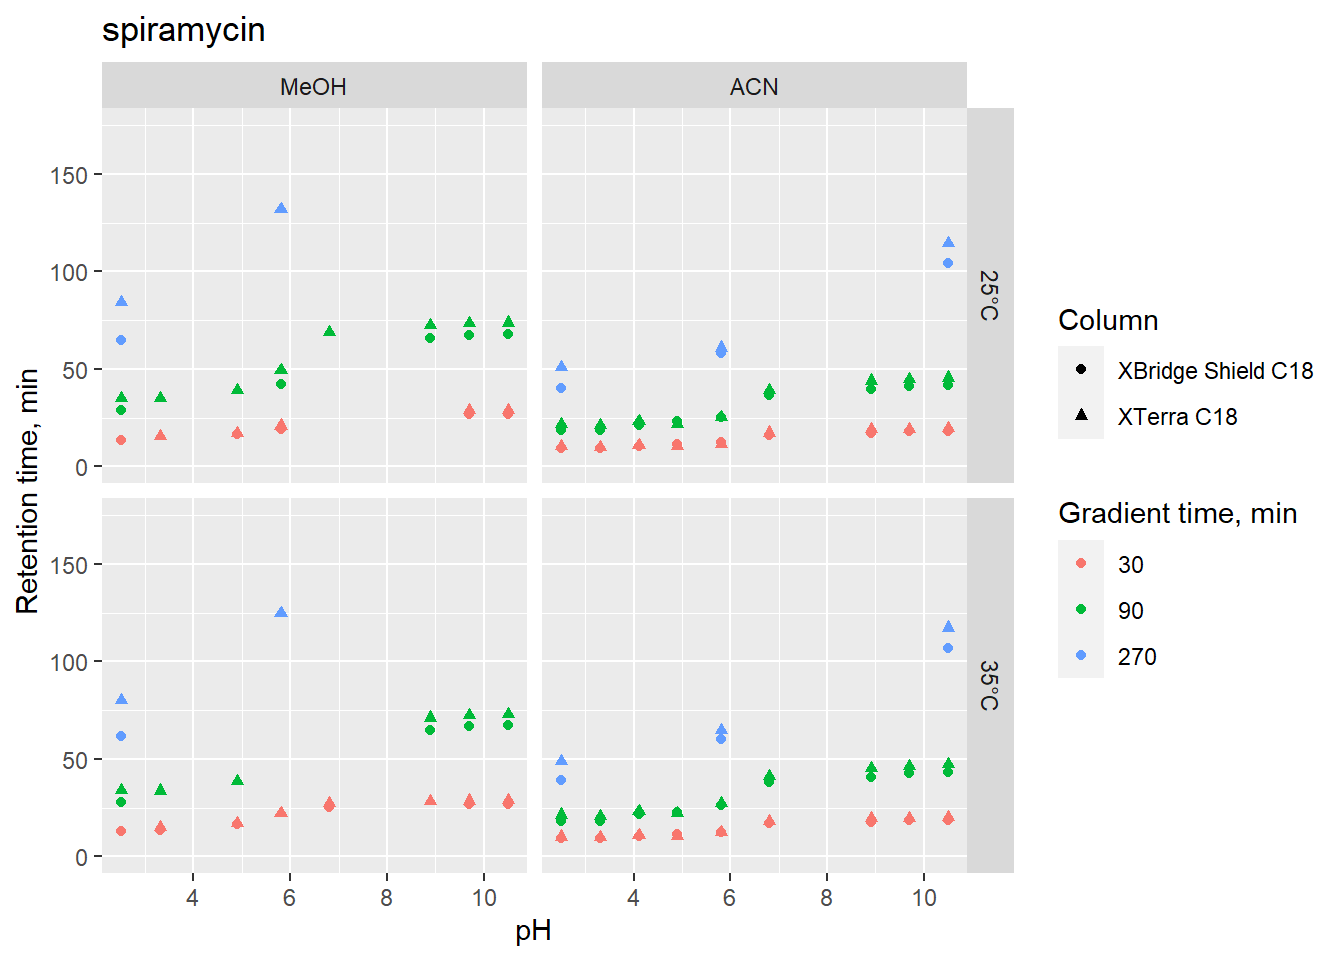 spiramycin
MeOH
ACN
150
100
50
0
25°C
150
100
50
0
35°C
Retention time, min
4
6
8
10
4
6
8
10
pH
Column
XBridge Shield C18
XTerra C18
Gradient time, min
30
90
270